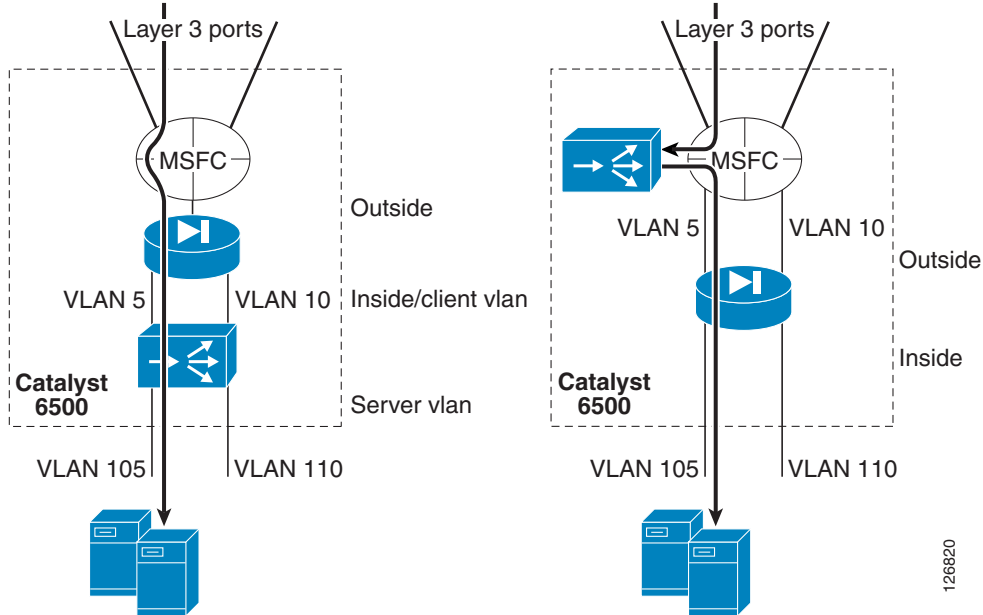 Layer 3 ports
MSFC
Outside
VLAN 5
VLAN 10
Inside/client vlan
Catalyst
6500
Server vlan
VLAN 105
VLAN 110
Layer 3 ports
MSFC
VLAN 5
VLAN 10
Outside
Inside
Catalyst
6500
VLAN 105
VLAN 110
126820